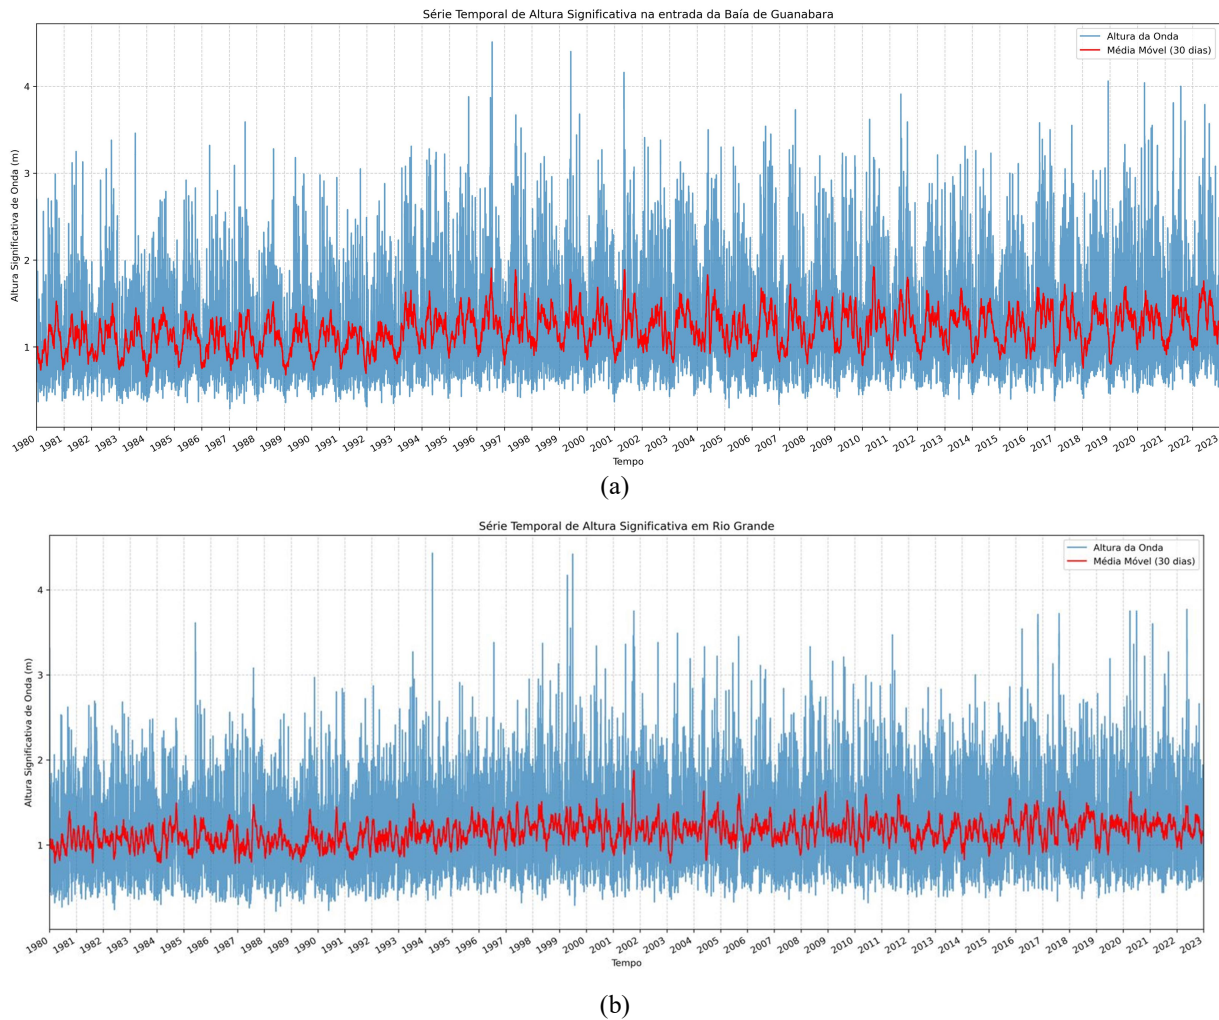 Série Temporal de Altura Significativa na entrada da Baía de Guanabara
Altura da Onda
Média Móvel (30 dias)
Altura Significativa de Onda (m)
4
3
2
1
1980 1981 1982 1983 1984 1985 1986 1987 1988 1989 1990 1991 1992 1993 1994 1995 1996 1997 1998 1999 2000 2001 2002 2003 2004 2005 2006 2007 2008 2009 2010 2011 2012 2013 2014 2015 2016 2017 2018 2019 2020 2021 2022 2023
Tempo
(a)
Série Temporal de Altura Significativa em Rio Grande
Altura da Onda
Média Móvel (30 dias)
Altura Significativa de Onda (m)
4
3
2
1
1980 1981 1982 1983 1984 1985 1986 1987 1988 1989 1990 1991 1992 1993 1994 1995 1996 1997 1998 1999 2000 2001 2002 2003 2004 2005 2006 2007 2008 2009 2010 2011 2012 2013 2014 2015 2016 2017 2018 2019 2020 2021 2022 2023
Tempo
(b)